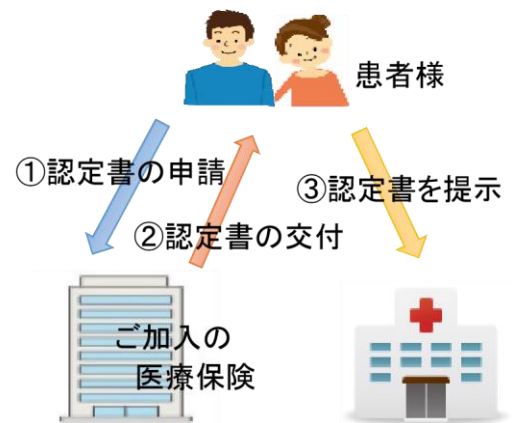 患者様
①認定書の申請
③認定書を提示
②認定書の交付
ご加入の
医療保険